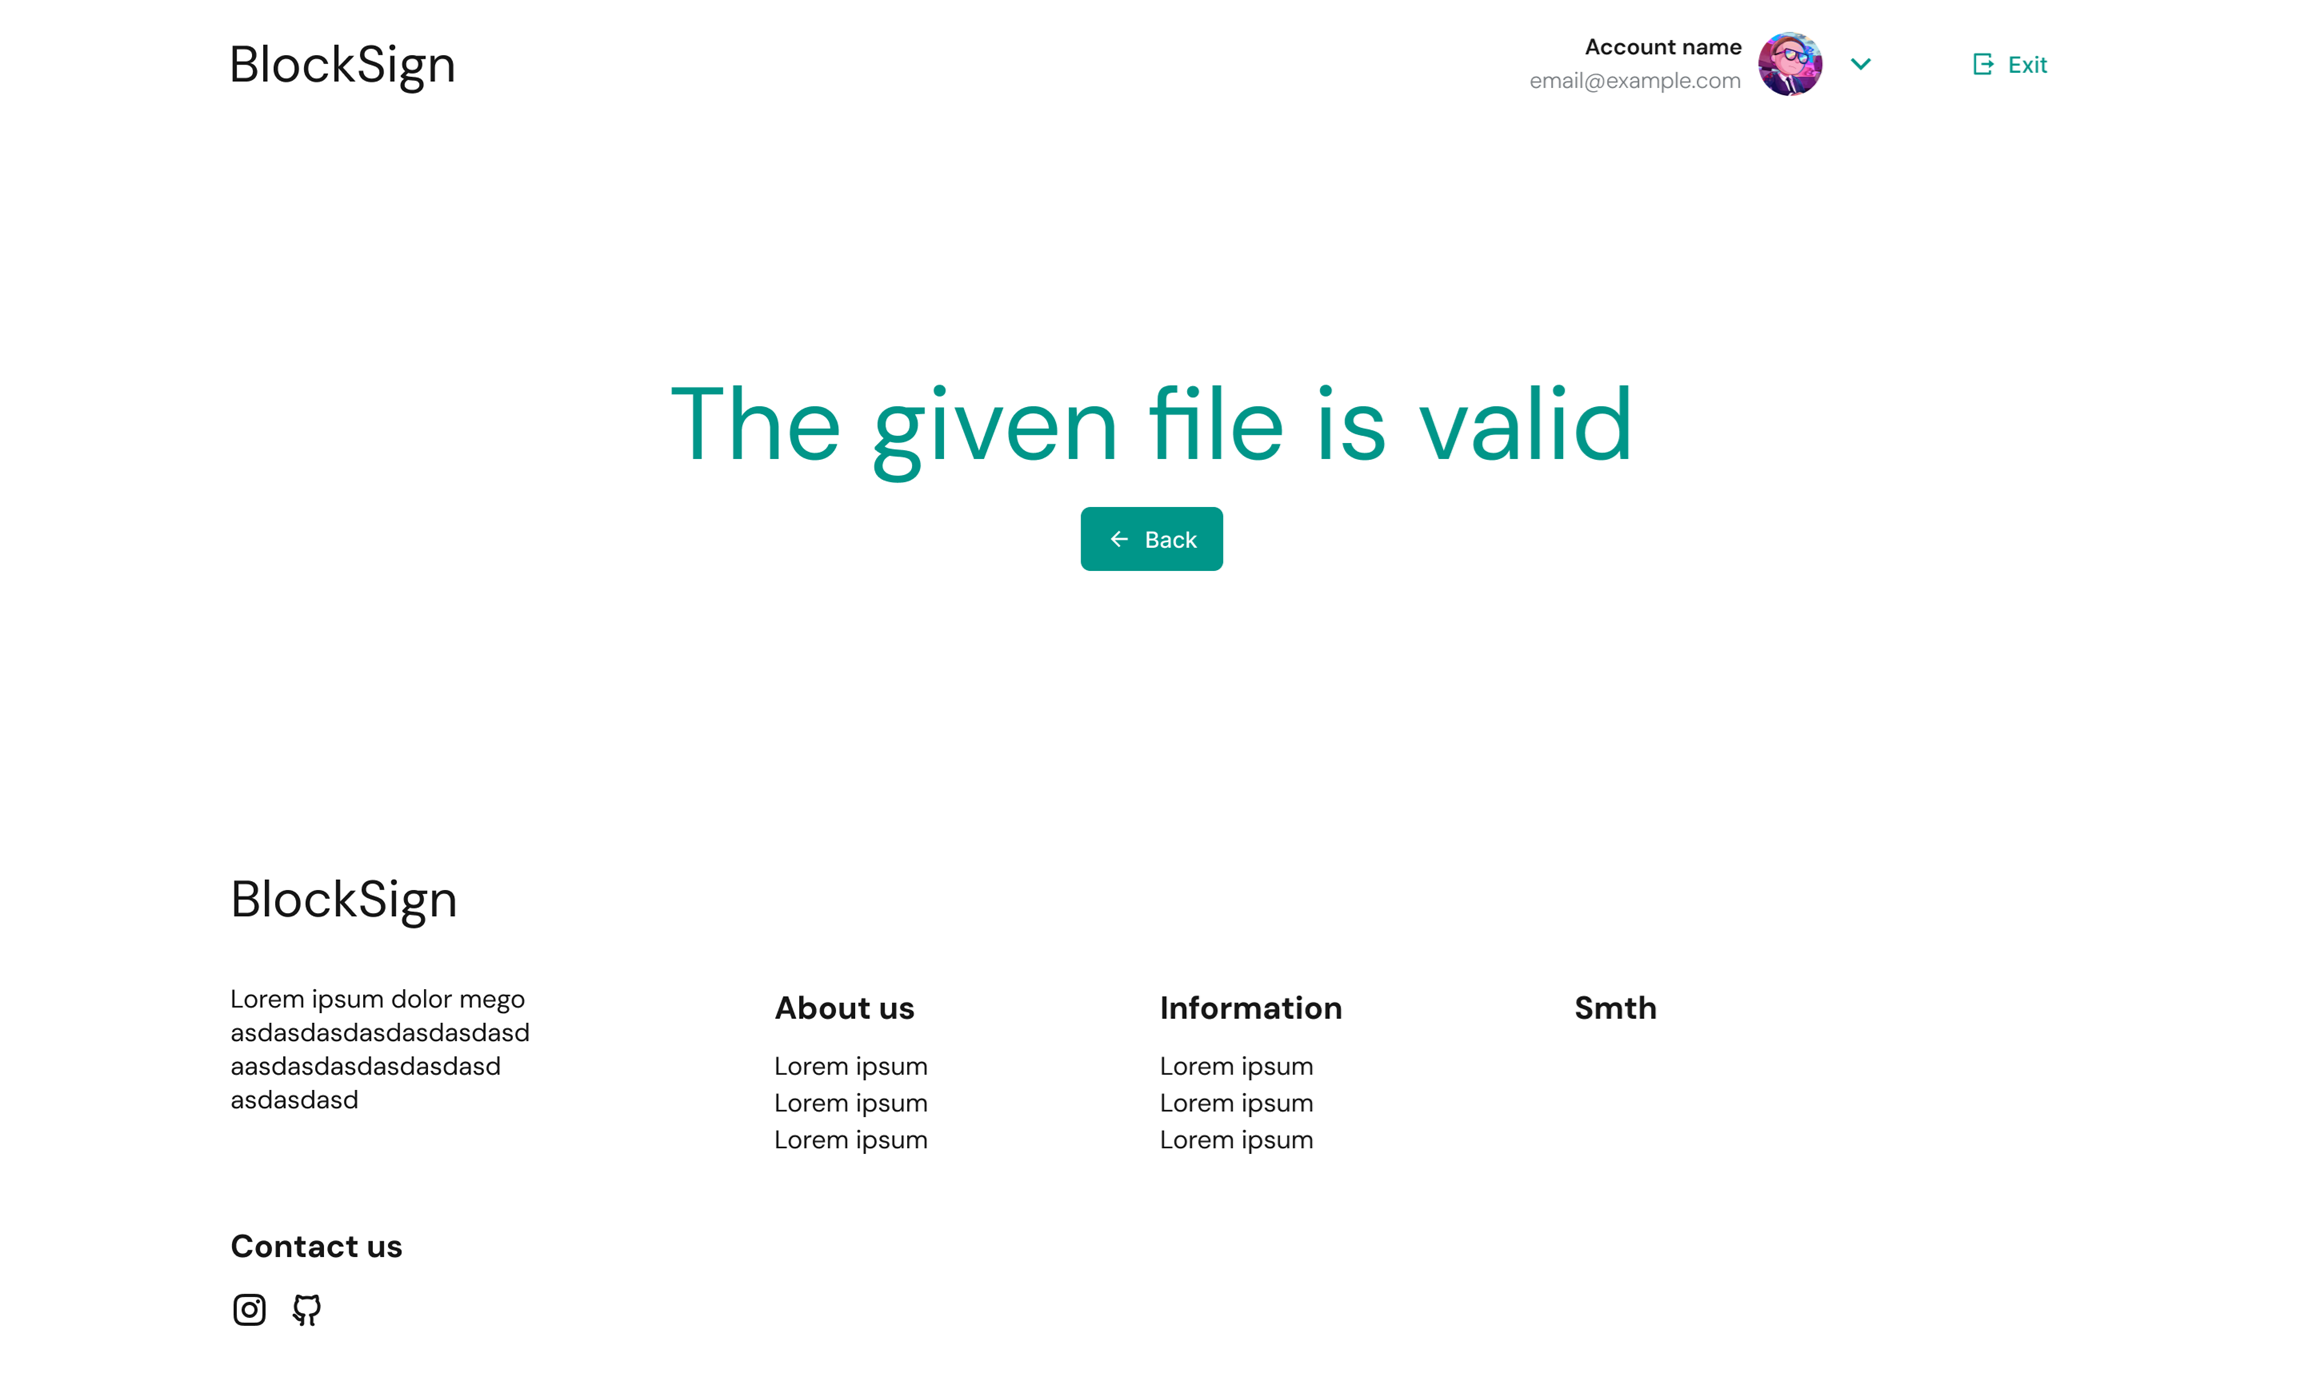 BlockSign
Account name
email@example.com
Exit
The given file is valid
Back
BlockSign
Lorem ipsum dolor mego
asdasdasdasdasdasdasd
aasdasdasdasdasdasd
asdasdasd
About us
Lorem ipsum
Lorem ipsum
Lorem ipsum
Information
Lorem ipsum
Lorem ipsum
Lorem ipsum
Smth
Contact us